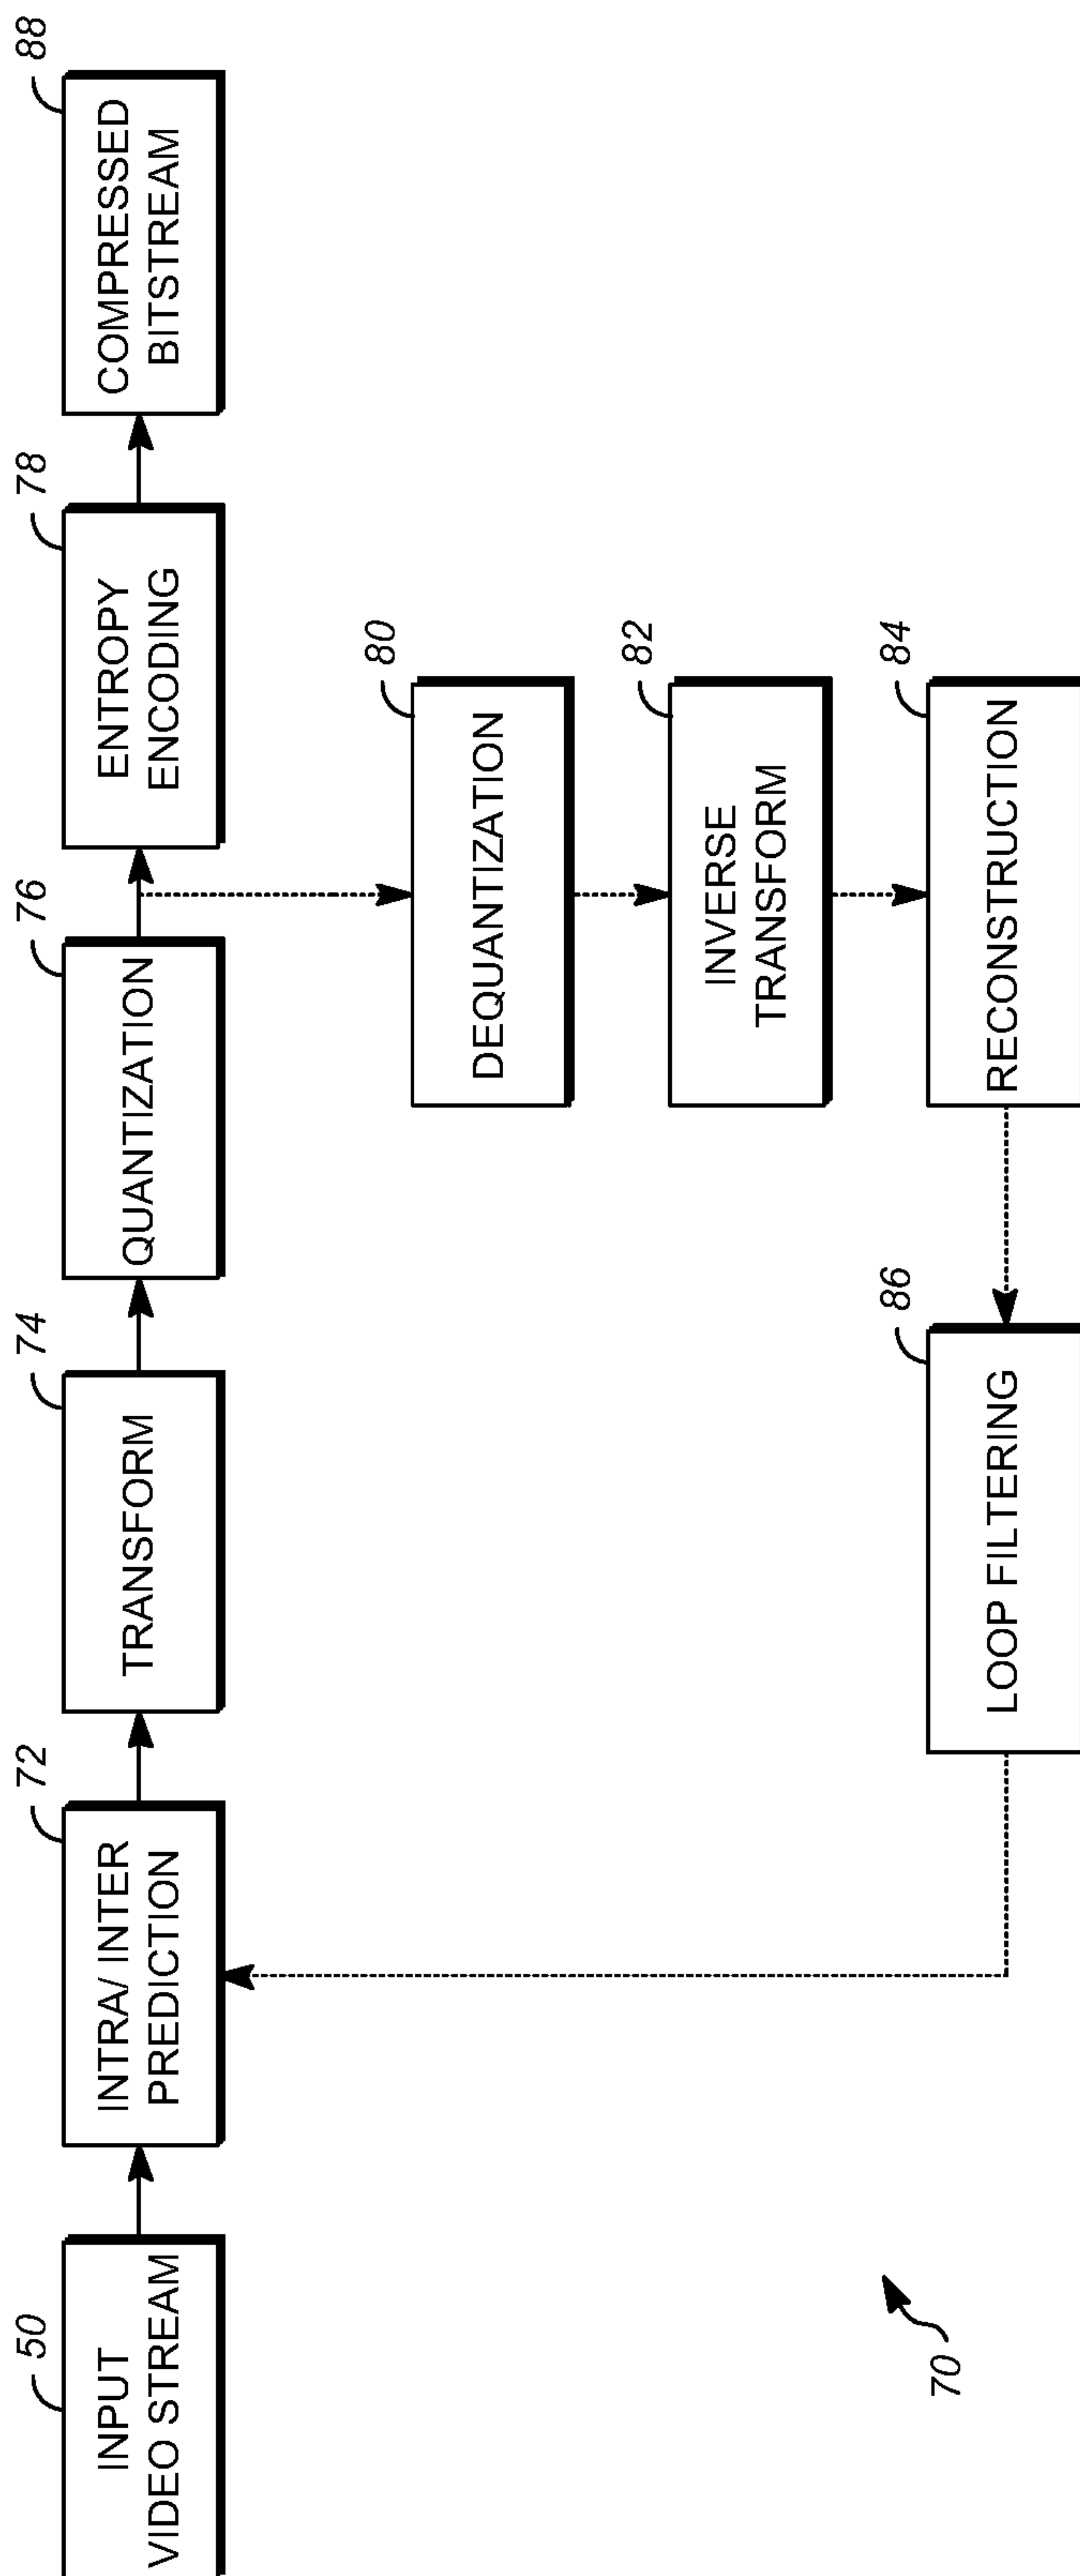 50
INPUT
VIDEO STREAM
72
INTRA/ INTER
PREDICTION
74
TRANSFORM
76
QUANTIZATION
78
ENTROPY
ENCODING
88
COMPRESSED
BITSTREAM
80
DEQUANTIZATION
82
INVERSE
TRANSFORM
84
RECONSTRUCTION
86
LOOP FILTERING
70